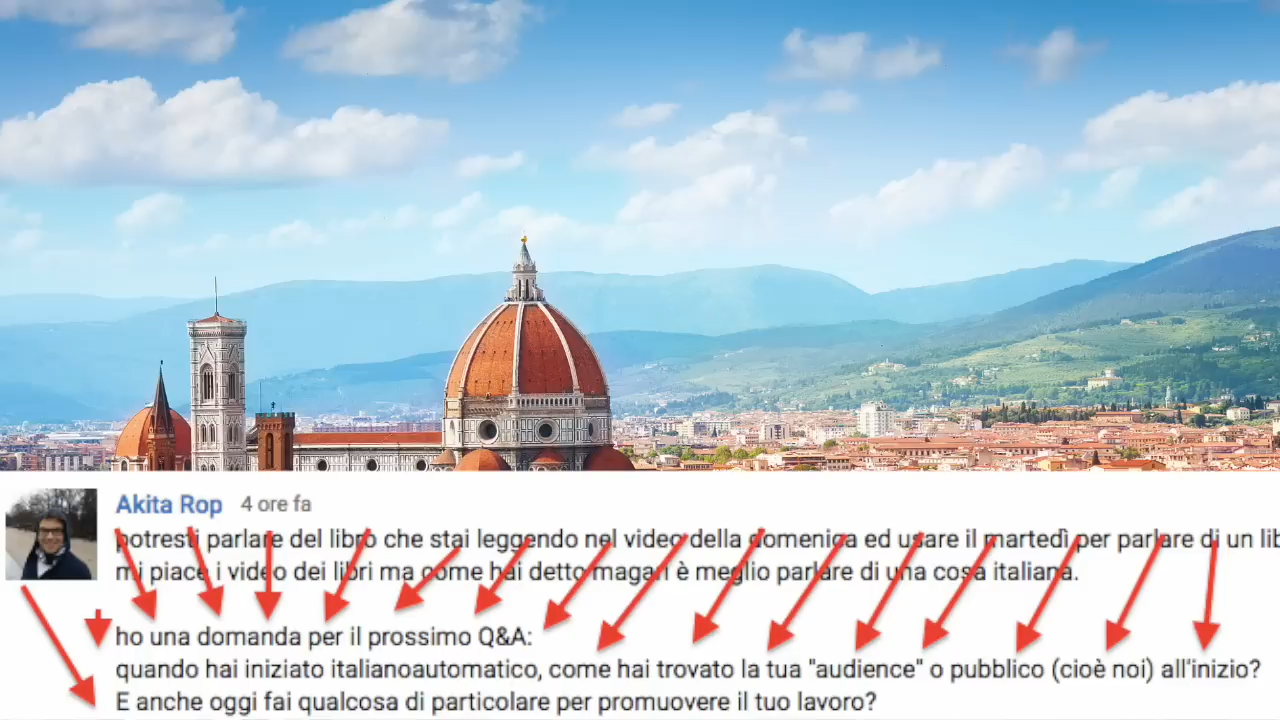 Akita Rop 4 ore fa
potresti parlare del libro che stai leggendo nel video della domenica ed usare il martedì per parlare di un lib
mi piace i video dei libri ma come hai detto magari è meglio parlare di una cosa italiana.
ho una domanda per il prossimo Q&A:
quando hai iniziato italianoautomatico, come hai trovato la tua "audience" o pubblico (cioè noi) all'inizio?
E anche oggi fai qualcosa di particolare per promuovere il tuo lavoro?